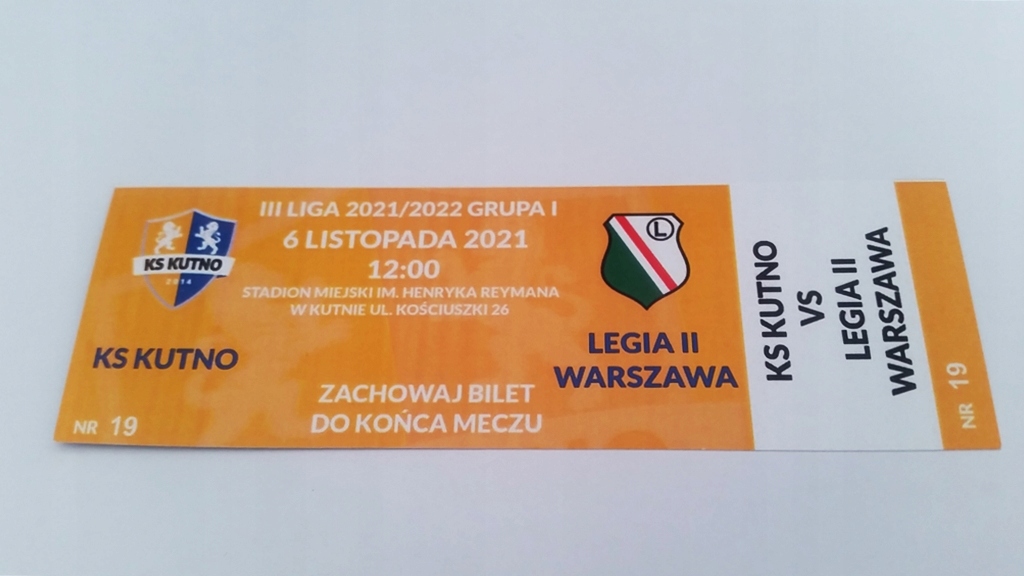 III LIGA 2021/2022 GRUPA I
6 LISTOPADA 2021
12:00
STADION MIEJSKI IM. HENRYKA REYMANA
W KUTNIE UL. KOŚCIUSZKI 26
KS KUTNO
2014
KS KUTNO
L
LEGIA II
WARSZAWA
ZACHOWAJ BILET
DO KOŃCA MECZU
NR 19
KS KUTNO
VS
LEGIA II
WARSZAWA
NR 19